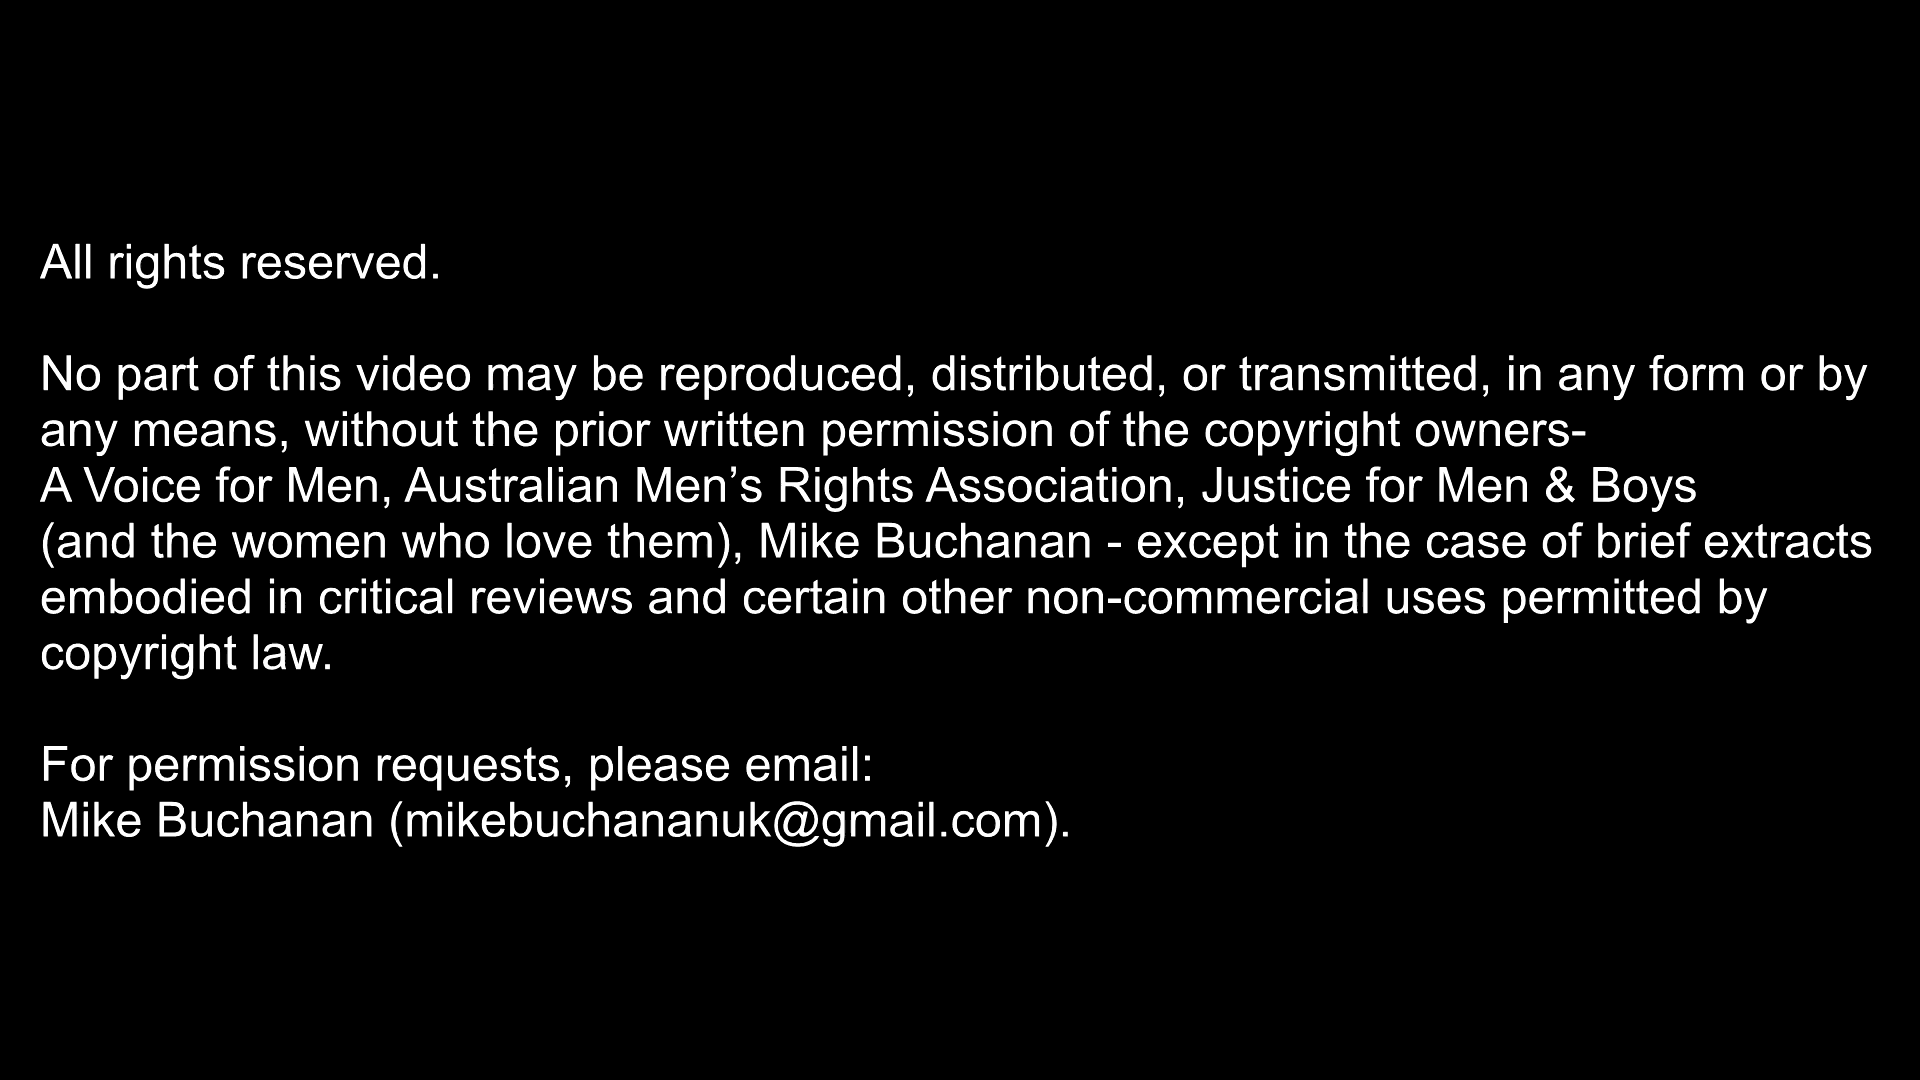 All rights reserved.
No part of this video may be reproduced, distributed, or transmitted, in any form or by
any means, without the prior written permission of the copyright owners-
A Voice for Men, Australian Men’s Rights Association, Justice for Men & Boys
(and the women who love them), Mike Buchanan - except in the case of brief extracts
embodied in critical reviews and certain other non-commercial uses permitted by
copyright law.
For permission requests, please email:
Mike Buchanan (mikebuchananuk@gmail.com).